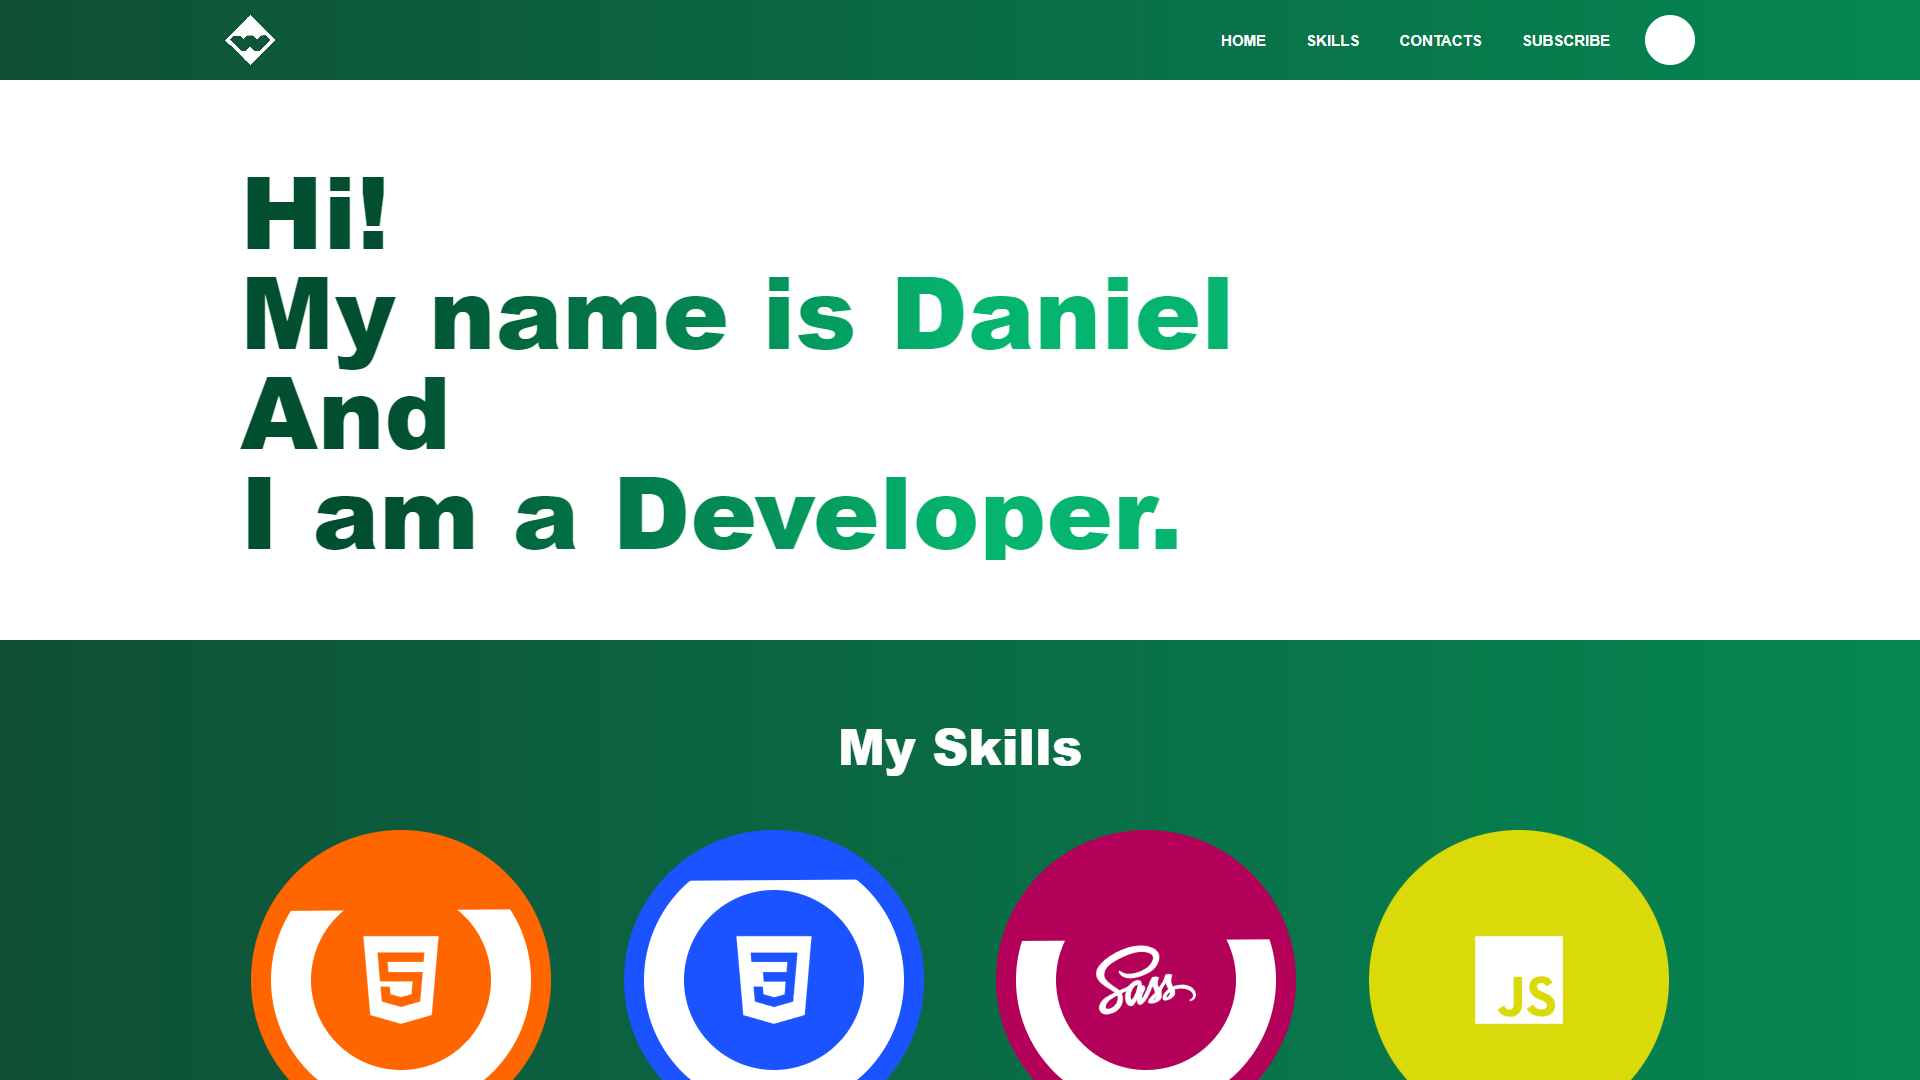 HOME SKILLS CONTACTS SUBSCRIBE
Hi!
My name is Daniel
And
I am a Developer.
My Skills
5 3 Sass JS